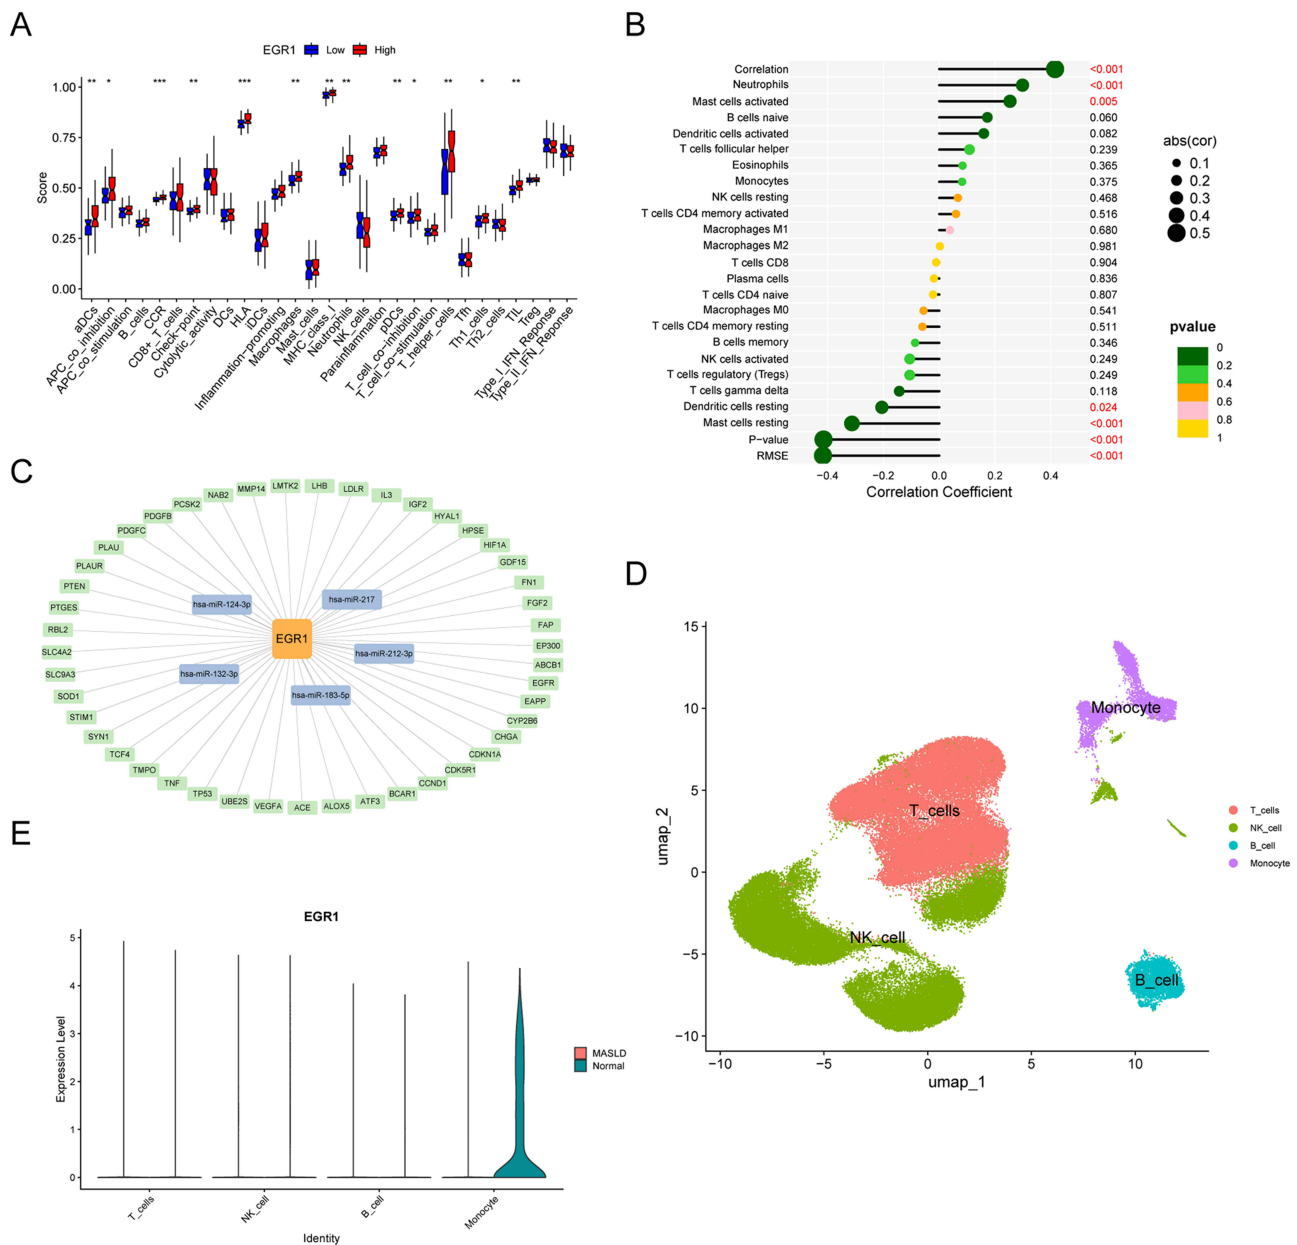 A
EGR1 Low High
** * *** ** *** ** ** ** ** * ** * **
Score
1.00
0.75
0.50
0.25
0.00
aDCs
APC_co_inhibition
APC_co_stimulation
B_cells
CCR
CD8+_T_cells
Check-point
Cytolytic_activity
DCs
HLA
iDCs
Inflammation-promoting
Macrophages
Mast_cells
MHC_class_I
Neutrophils
NK_cells
Parainflammation
pDCs
T_cell_co-inhibition
T_cell_co-stimulation
T_helper_cells
Tfh
Th1_cells
Th2_cells
TIL
Treg
Type_I_IFN_Reponse
Type_II_IFN_Reponse
B
Correlation <0.001
Neutrophils <0.001
Mast cells activated 0.005
B cells naive 0.060
Dendritic cells activated 0.082
T cells follicular helper 0.239
Eosinophils 0.365
Monocytes 0.375
NK cells resting 0.468
T cells CD4 memory activated 0.516
Macrophages M1 0.680
Macrophages M2 0.981
T cells CD8 0.904
Plasma cells 0.836
T cells CD4 naive 0.807
Macrophages M0 0.541
T cells CD4 memory resting 0.511
B cells memory 0.346
NK cells activated 0.249
T cells regulatory (Tregs) 0.249
T cells gamma delta 0.118
Dendritic cells resting 0.024
Mast cells resting <0.001
P−value <0.001
RMSE <0.001
−0.4 −0.2 0.0 0.2 0.4
Correlation Coefficient
abs(cor)
0.1
0.2
0.3
0.4
0.5
pvalue
0
0.2
0.4
0.6
0.8
1
C
LMTK2
LHB
LDLR
IL3
IGF2
HYAL1
HPSE
HIF1A
GDF15
FN1
FGF2
FAP
EP300
ABCB1
EGFR
EAPP
CYP2B6
CHGA
CDKN1A
CDK5R1
CCND1
BCAR1
ATF3
ALOX5
ACE
VEGFA
UBE2S
TP53
TNF
TMPO
TCF4
SYN1
STIM1
SOD1
SLC9A3
SLC4A2
RBL2
PTGES
PTEN
PLAUR
PLAU
PDGFC
PDGFB
PCSK2
NAB2
MMP14
hsa-miR-124-3p
hsa-miR-217
EGR1
hsa-miR-212-3p
hsa-miR-132-3p
hsa-miR-183-5p
D
umap_2
15
10
5
0
−5
−10
−10 −5 0 5 10
umap_1
Monocyte
T_cells
NK_cell
B_cell
T_cells
NK_cell
B_cell
Monocyte
E
EGR1
Expression Level
5
4
3
2
1
0
T_cells
NK_cell
B_cell
Monocyte
Identity
MASLD
Normal